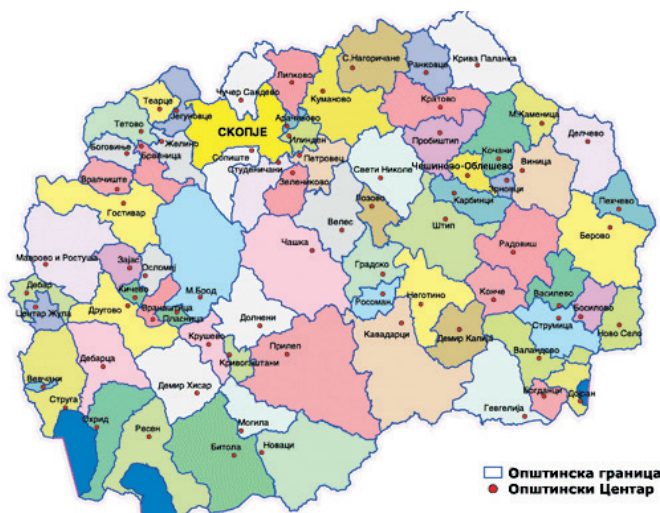 С.Нагоричане
Крива Паланка
Ранковце
Липково
Чучер Сандево
Куманово
Теарце
Јегуновце
Кратово
М.Каменица
Тетово
СКОПЈЕ
Арачиново
Илинден
Пробиштип
Кочани
Делчево
Боговиње
Желино
Брвеница
Сопиште
Студеничани
Петровец
Свети Николе
Чешиново-Облешево
Виница
Врапчиште
Зелениково
Зрновци
Карбинци
Пехчево
Гостивар
Лозово
Велес
Штип
Берово
Маврово и Ростуша
Зајас
Осломеј
Чашка
Градско
Радовиш
Дебар
Центар Жупа
Кичево
М.Брод
Росоман
Неготино
Конче
Василево
Босилово
Другово
Вранештица
Пласница
Долнени
Струмица
Ново Село
Дебарца
Крушево
Кривогаштани
Прилеп
Кавадарци
Демир Капија
Валандово
Вевчани
Демир Хисар
Богданци
Дојран
Струга
Охрид
Ресен
Могила
Гевгелија
Битола
Новаци
Општинска граница
Општински Центар